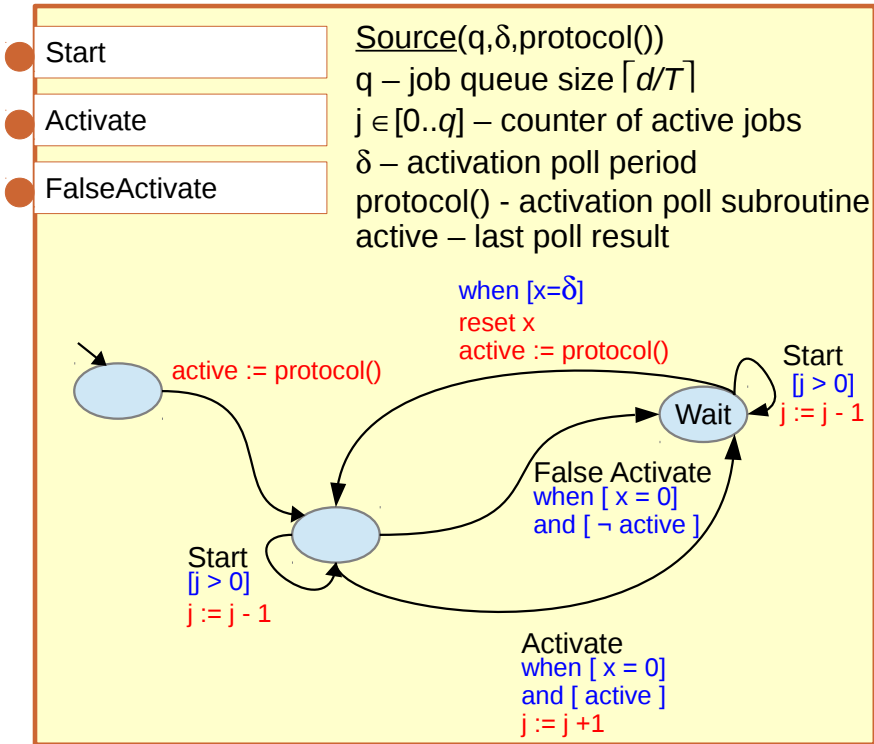 Start
Activate
FalseActivate
Source(q,δ,protocol())
q – job queue size ⌈d/T⌉
j ∈ [0..q] – counter of active jobs
δ – activation poll period
protocol() - activation poll subroutine
active – last poll result
when [x=δ]
reset x
active := protocol()
active := protocol()
Start
[j > 0]
j := j - 1
Wait
False Activate
when [ x = 0]
and [ ¬ active ]
Start
[j > 0]
j := j - 1
Activate
when [ x = 0]
and [ active ]
j := j +1